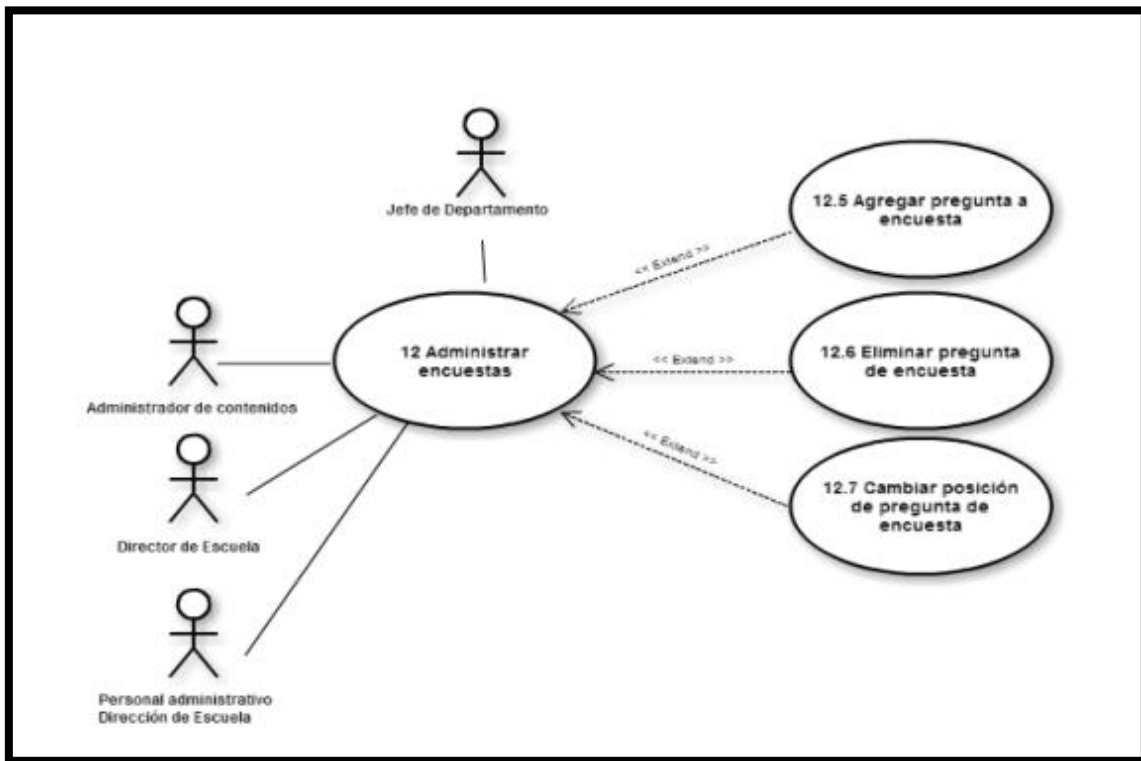 Jefe de Departamento
12.5 Agregar pregunta a
encuesta
<< Extend >>
12 Administrar
encuestas
<< Extend >>
12.6 Eliminar pregunta
de encuesta
Administrador de contenidos
<< Extend >>
12.7 Cambiar posición
de pregunta de
encuesta
Director de Escuela
Personal administrativo
Dirección de Escuela